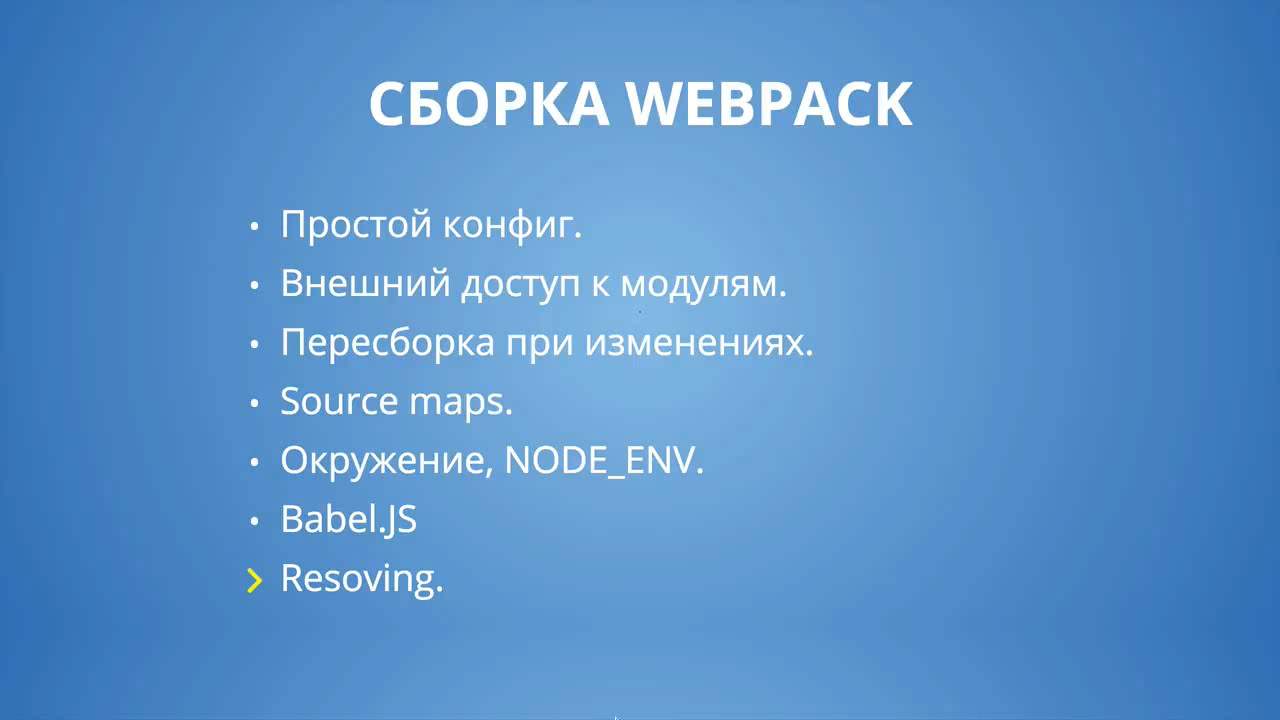 СБОРКА WEBPACK
• Простой конфиг.
• Внешний доступ к модулям.
• Пересборка при изменениях.
• Source maps.
• Окружение, NODE_ENV.
• Babel.JS
> Resoving.